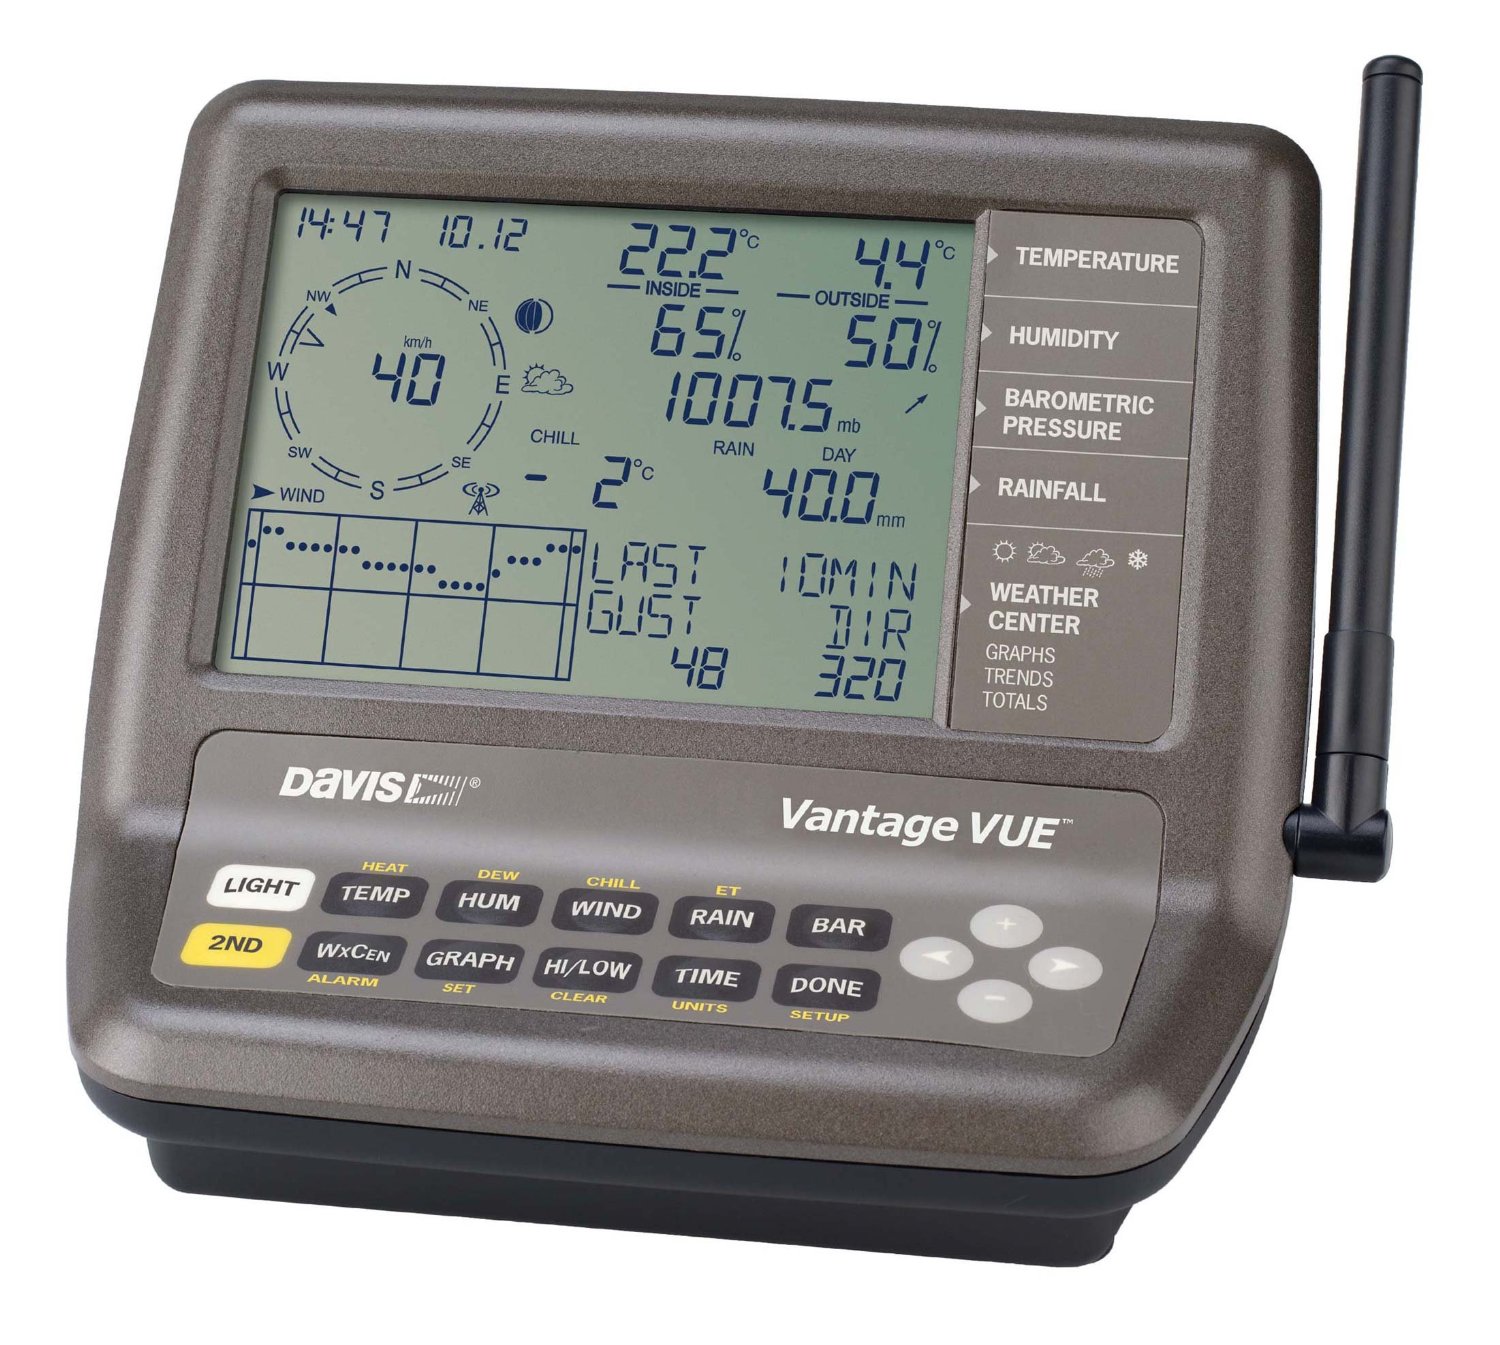 14:47 10.12 22.2°C 4.4°C
INSIDE OUTSIDE
TEMPERATURE
N
NW NE
km/h
40
W E
SW SE
S
WIND
65% 50%
HUMIDITY
1007.5 mb
BAROMETRIC
PRESSURE
CHILL RAIN DAY
-2°C 40.0 mm
RAINFALL
LAST 10MIN
GUST DIR
48 320
WEATHER
CENTER
GRAPHS
TRENDS
TOTALS
DAVIS ®
Vantage VUE™
HEAT DEW CHILL ET
LIGHT TEMP HUM WIND RAIN BAR
+
2ND WxCEN GRAPH HI/LOW TIME DONE
-
ALARM SET CLEAR UNITS SETUP